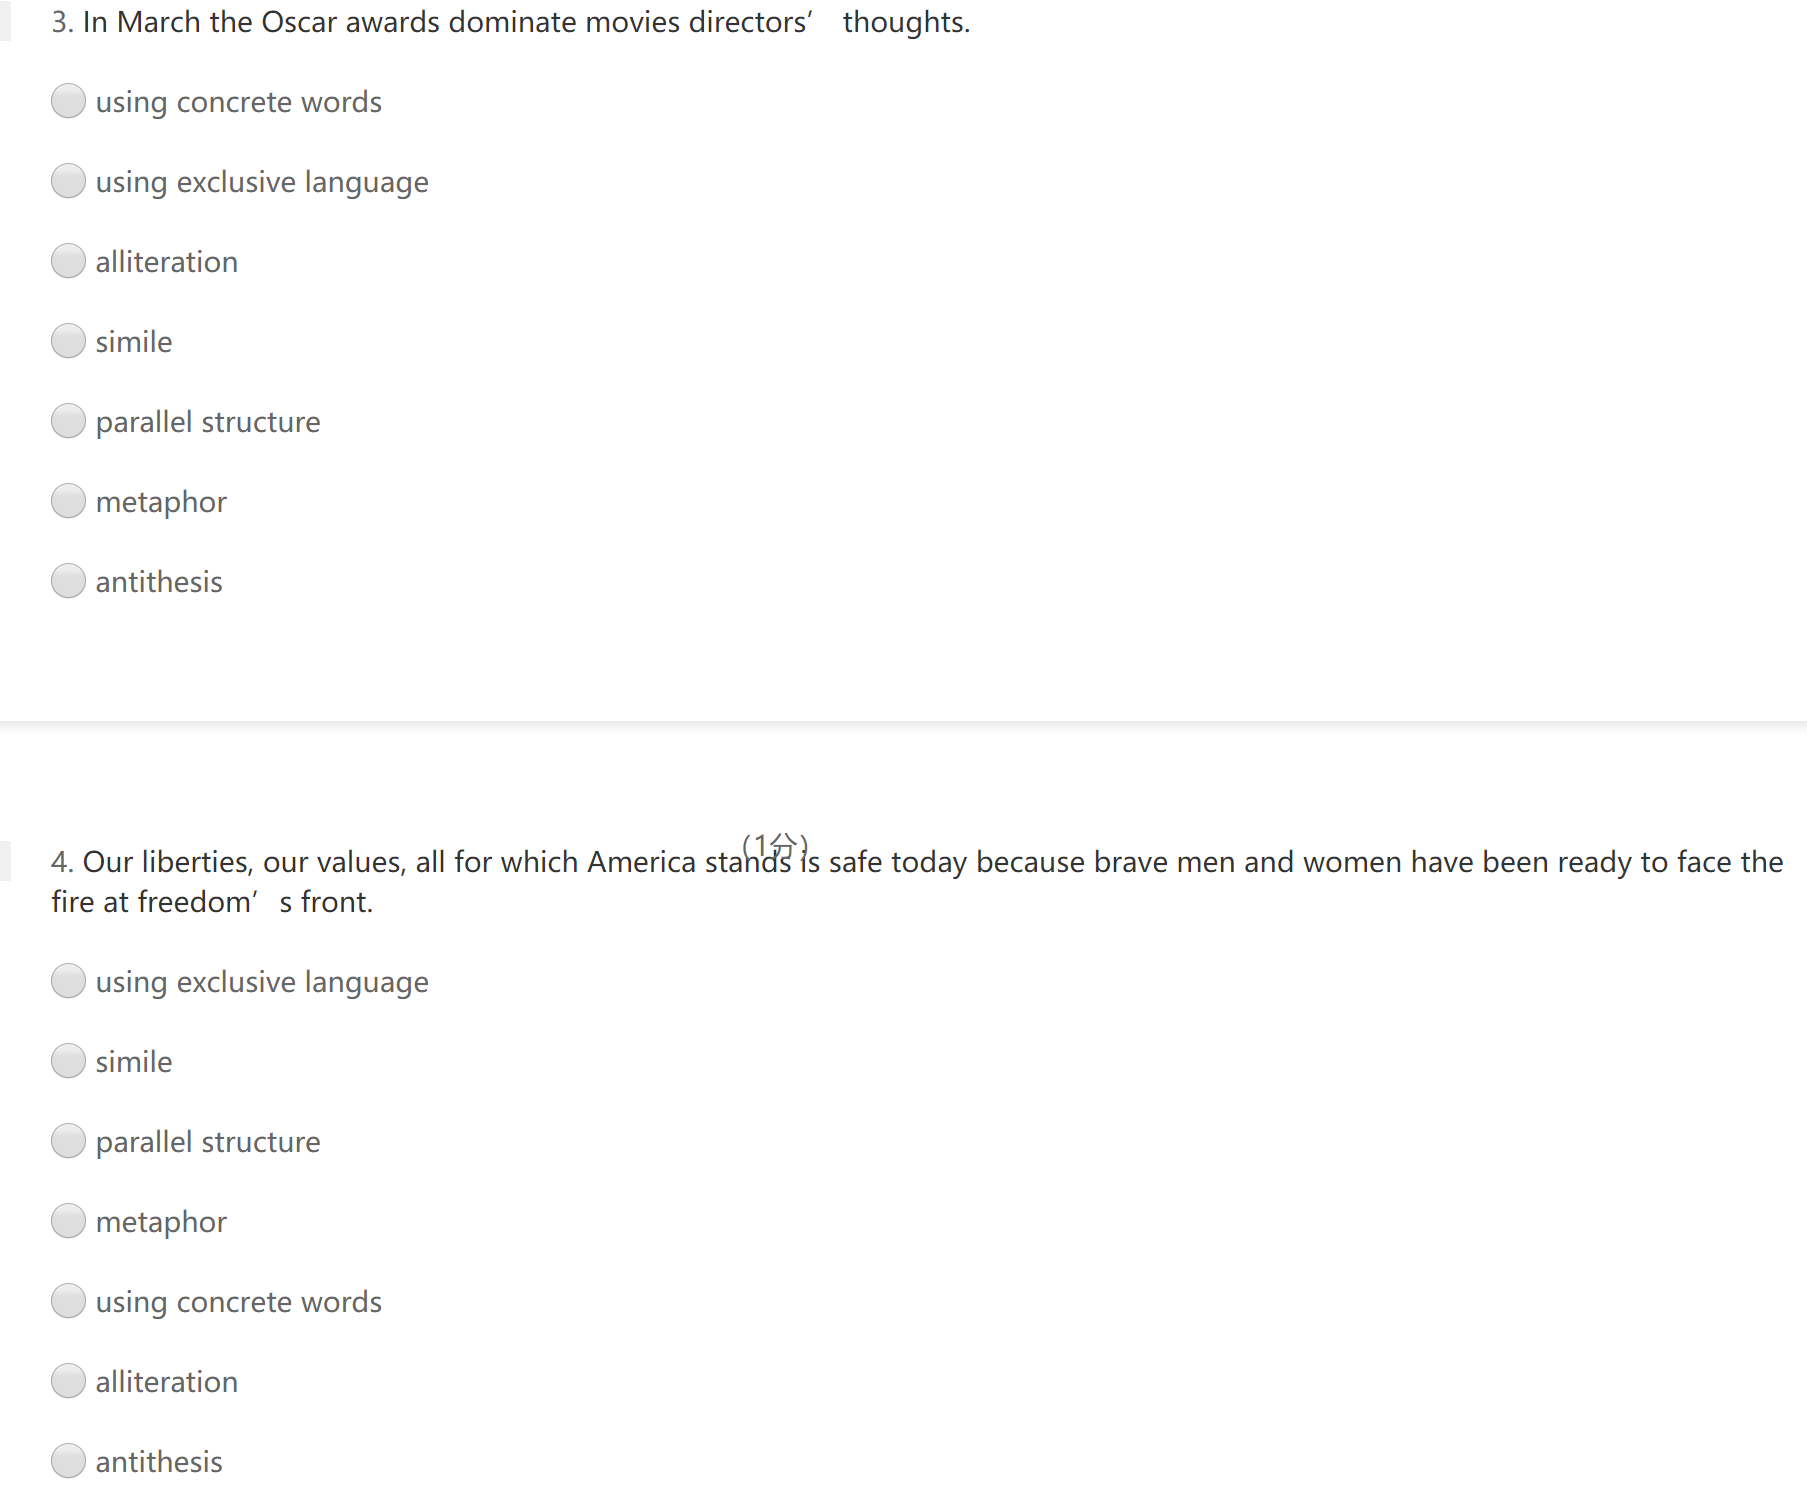 3. In March the Oscar awards dominate movies directors’ thoughts.
using concrete words
using exclusive language
alliteration
simile
parallel structure
metaphor
antithesis
(1分)
4. Our liberties, our values, all for which America stands is safe today because brave men and women have been ready to face the
fire at freedom’ s front.
using exclusive language
simile
parallel structure
metaphor
using concrete words
alliteration
antithesis